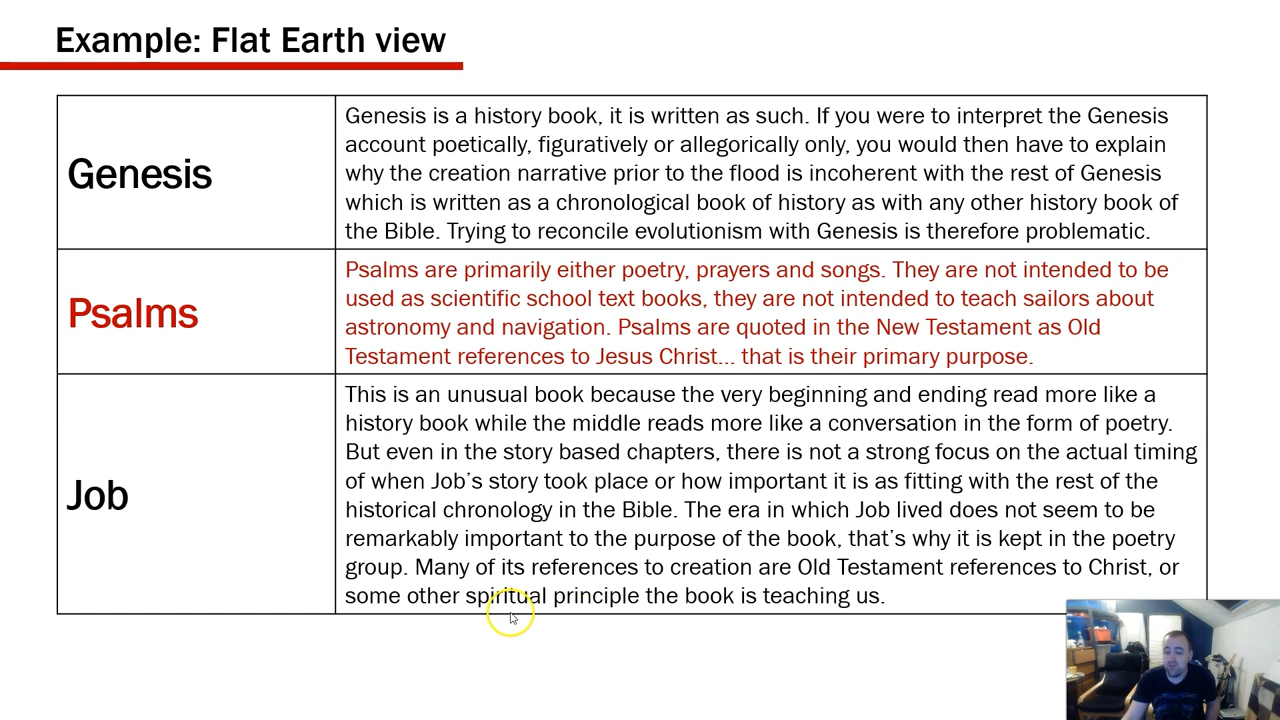 Example: Flat Earth view
Genesis
Genesis is a history book, it is written as such. If you were to interpret the Genesis
account poetically, figuratively or allegorically only, you would then have to explain
why the creation narrative prior to the flood is incoherent with the rest of Genesis
which is written as a chronological book of history as with any other history book of
the Bible. Trying to reconcile evolutionism with Genesis is therefore problematic.
Psalms
Psalms are primarily either poetry, prayers and songs. They are not intended to be
used as scientific school text books, they are not intended to teach sailors about
astronomy and navigation. Psalms are quoted in the New Testament as Old
Testament references to Jesus Christ... that is their primary purpose.
Job
This is an unusual book because the very beginning and ending read more like a
history book while the middle reads more like a conversation in the form of poetry.
But even in the story based chapters, there is not a strong focus on the actual timing
of when Job's story took place or how important it is as fitting with the rest of the
historical chronology in the Bible. The era in which Job lived does not seem to be
remarkably important to the purpose of the book, that's why it is kept in the poetry
group. Many of its references to creation are Old Testament references to Christ, or
some other spiritual principle the book is teaching us.